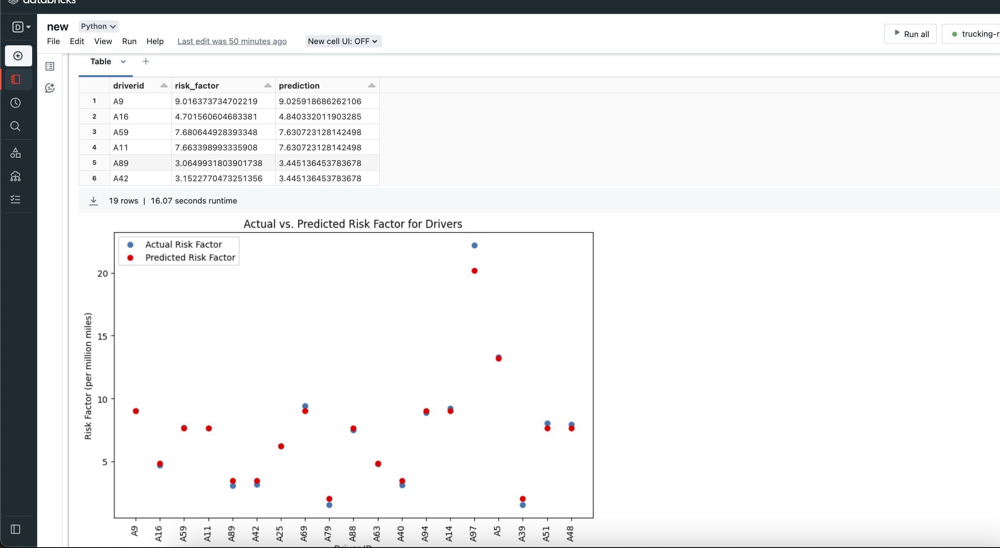 databricks
new Python
File Edit View Run Help Last edit was 50 minutes ago New cell UI: OFF
Run all
trucking-r
Table
driverid risk_factor prediction
1 A9 9.016373734702219 9.025918686262106
2 A16 4.701560604683381 4.840332011903285
3 A59 7.680644928393348 7.630723128142498
4 A11 7.663398993335908 7.630723128142498
5 A89 3.0649931803901738 3.445136453783678
6 A42 3.1522770473251356 3.445136453783678
19 rows | 16.07 seconds runtime
Actual vs. Predicted Risk Factor for Drivers
Actual Risk Factor
Predicted Risk Factor
Risk Factor (per million miles)
20
15
10
5
A9 A16 A59 A11 A89 A42 A25 A69 A79 A88 A63 A40 A94 A14 A97 A5 A39 A51 A48
Driver ID